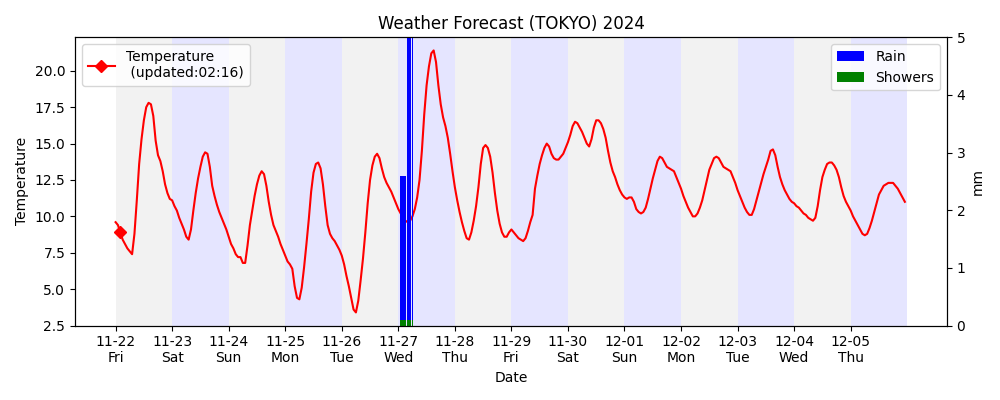 Weather Forecast (TOKYO) 2024
Temperature
(updated:02:16)
Rain
Showers
Temperature
20.0
17.5
15.0
12.5
10.0
7.5
5.0
2.5
5
4
3
2
1
0
mm
11-22 11-23 11-24 11-25 11-26 11-27 11-28 11-29 11-30 12-01 12-02 12-03 12-04 12-05
Fri Sat Sun Mon Tue Wed Thu Fri Sat Sun Mon Tue Wed Thu
Date